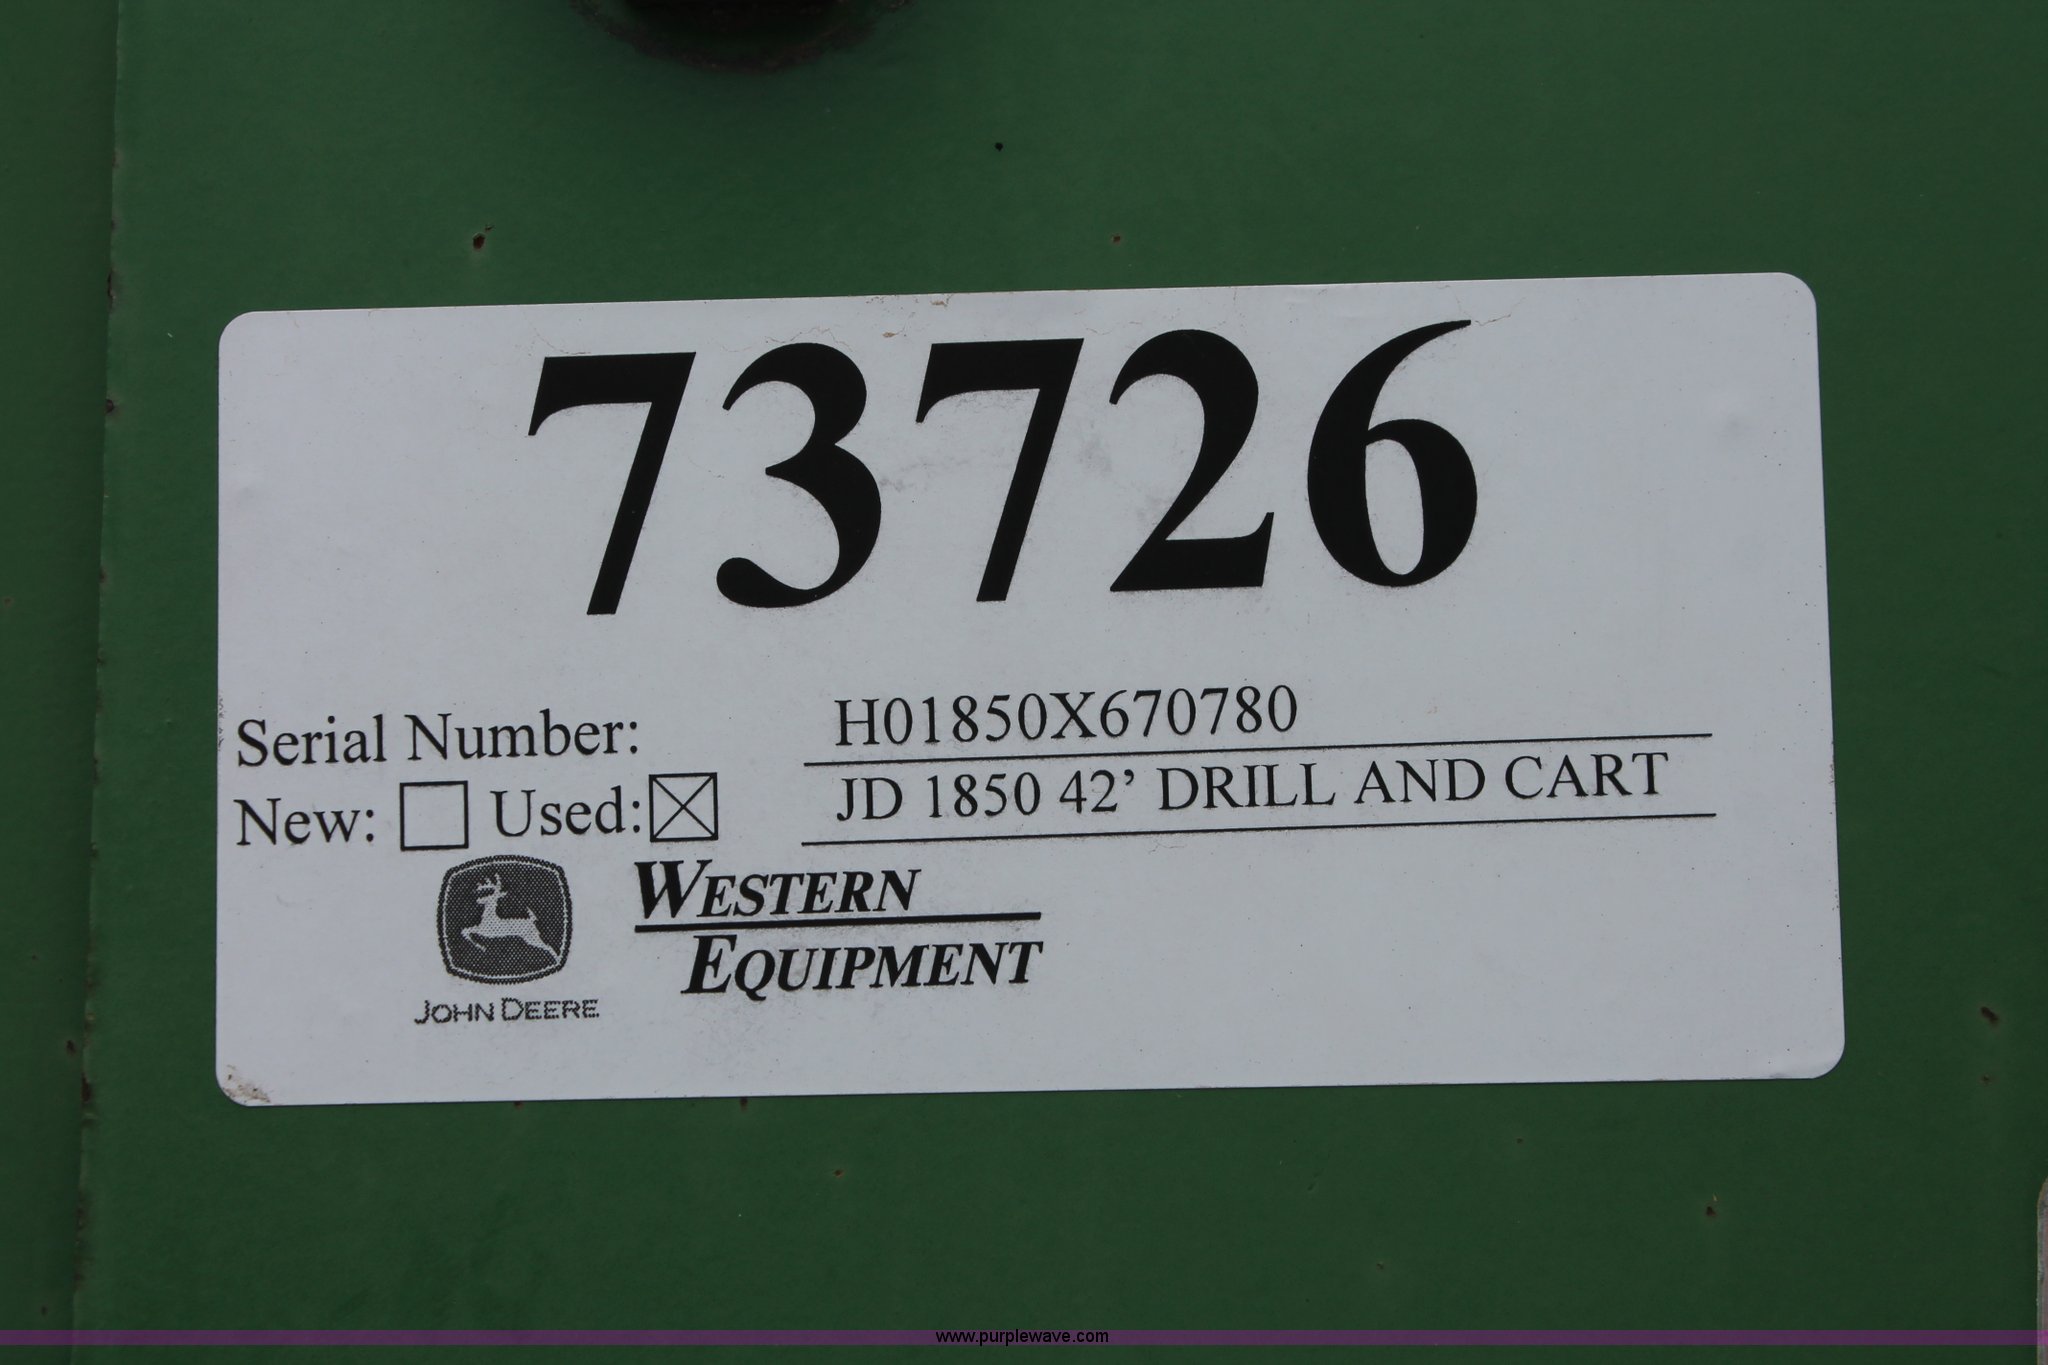 73726
Serial Number: H01850X670780
New: Used: JD 1850 42’ DRILL AND CART
WESTERN
EQUIPMENT
JOHN DEERE
www.purplewave.com